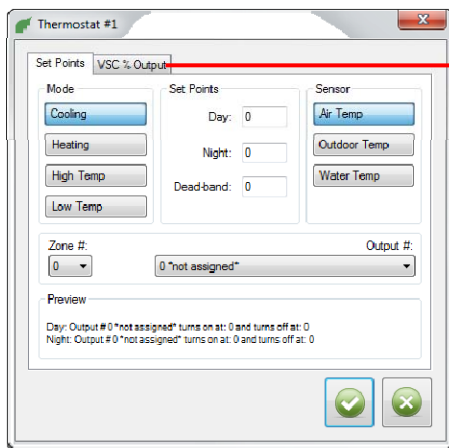 Thermostat #1
Set Points VSC % Output
Mode
Cooling
Heating
High Temp
Low Temp
Set Points
Day: 0
Night: 0
Dead-band: 0
Sensor
Air Temp
Outdoor Temp
Water Temp
Zone #:
0
Output #:
0 *not assigned*
Preview
Day: Output # 0 *not assigned* turns on at: 0 and turns off at: 0
Night: Output # 0 *not assigned* turns on at: 0 and turns off at: 0